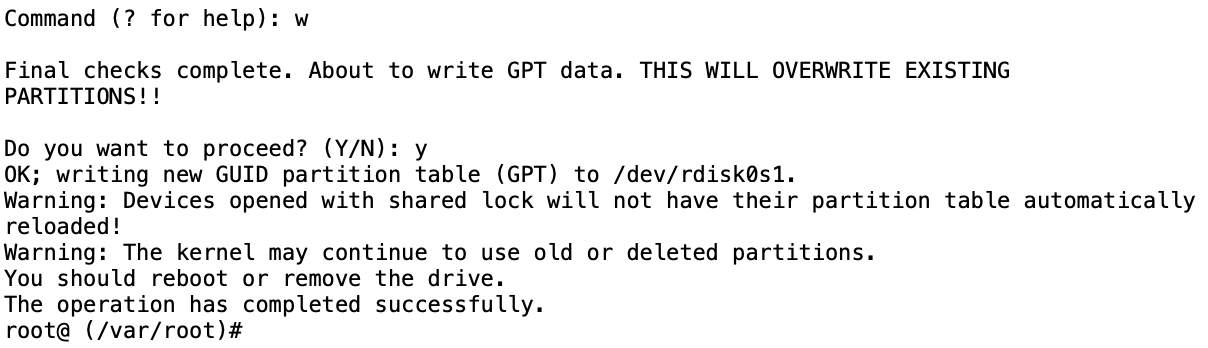 Command (? for help): w
Final checks complete. About to write GPT data. THIS WILL OVERWRITE EXISTING
PARTITIONS!!
Do you want to proceed? (Y/N): y
OK; writing new GUID partition table (GPT) to /dev/rdisk0s1.
Warning: Devices opened with shared lock will not have their partition table automatically
reloaded!
Warning: The kernel may continue to use old or deleted partitions.
You should reboot or remove the drive.
The operation has completed successfully.
root@ (/var/root)#